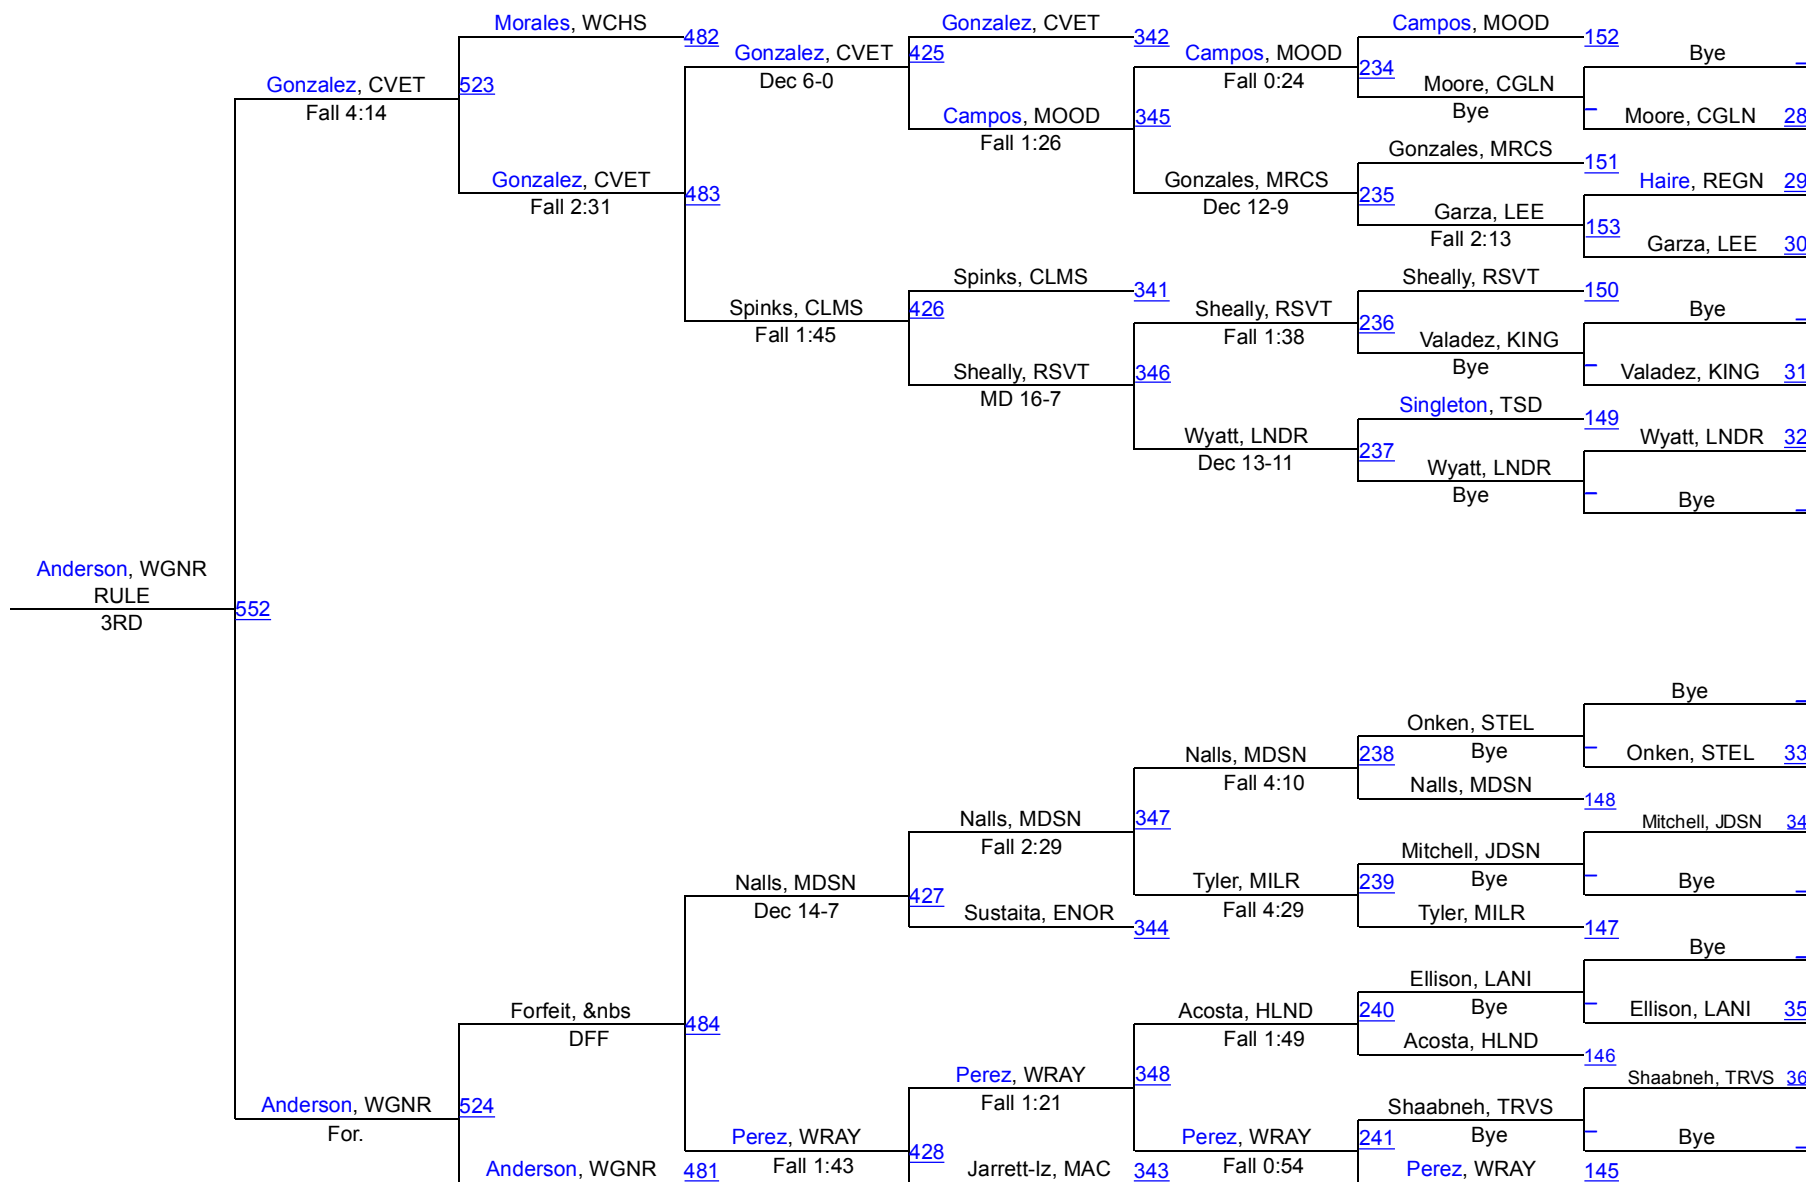 Morales, WCHS
482
Gonzalez, CVET
342
Campos, MOOD
152
Gonzalez, CVET
Dec 6-0
425
Campos, MOOD
Fall 0:24
234
Bye
Gonzalez, CVET
Fall 4:14
523
Moore, CGLN
Bye
Moore, CGLN
28
Campos, MOOD
Fall 1:26
345
Gonzales, MRCS
151
Gonzalez, CVET
Fall 2:31
483
Gonzales, MRCS
Dec 12-9
235
Haire, REGN
29
Garza, LEE
Fall 2:13
153
Garza, LEE
30
Spinks, CLMS
341
Sheally, RSVT
150
Spinks, CLMS
Fall 1:45
426
Sheally, RSVT
Fall 1:38
236
Bye
Valadez, KING
Bye
Sheally, RSVT
MD 16-7
346
Valadez, KING
31
Singleton, TSD
149
Wyatt, LNDR
Dec 13-11
237
Wyatt, LNDR
32
Wyatt, LNDR
Bye
Bye
Anderson, WGNR
RULE
3RD
552
Bye
Onken, STEL
Bye
Nalls, MDSN
Fall 4:10
238
Onken, STEL
33
Nalls, MDSN
148
Nalls, MDSN
Fall 2:29
347
Mitchell, JDSN
34
Mitchell, JDSN
Bye
Nalls, MDSN
Dec 14-7
427
Tyler, MILR
Fall 4:29
239
Bye
Sustaita, ENOR
344
Tyler, MILR
147
Bye
Ellison, LANI
Bye
Forfeit, &nbs
DFF
484
Acosta, HLND
Fall 1:49
240
Ellison, LANI
35
Acosta, HLND
146
Perez, WRAY
Fall 1:21
348
Shaabneh, TRVS
36
Anderson, WGNR
For.
524
Shaabneh, TRVS
Bye
Perez, WRAY
Fall 1:43
428
Perez, WRAY
Fall 0:54
241
Bye
Anderson, WGNR
481
Jarrett-Iz, MAC
343
Perez, WRAY
145